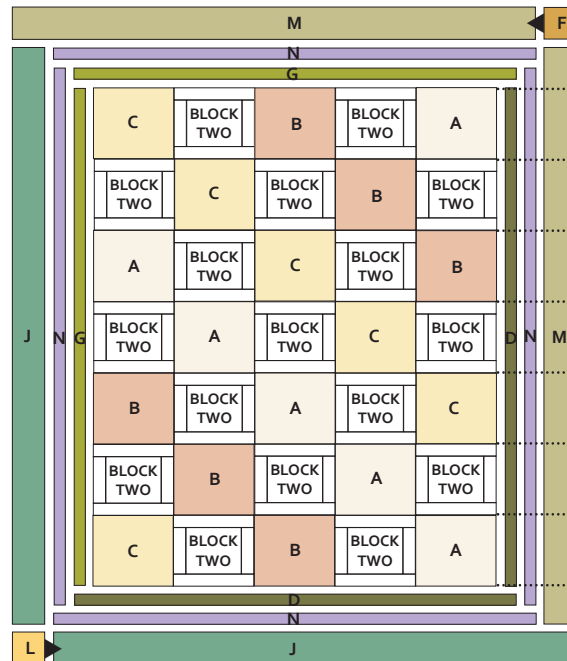 M F
N
G
C BLOCK TWO B BLOCK TWO A
BLOCK TWO C BLOCK TWO B BLOCK TWO
A BLOCK TWO C BLOCK TWO B
J N G BLOCK TWO A BLOCK TWO C BLOCK TWO D N M
B BLOCK TWO A BLOCK TWO C
BLOCK TWO B BLOCK TWO A BLOCK TWO
C BLOCK TWO B BLOCK TWO A
D
N
L J